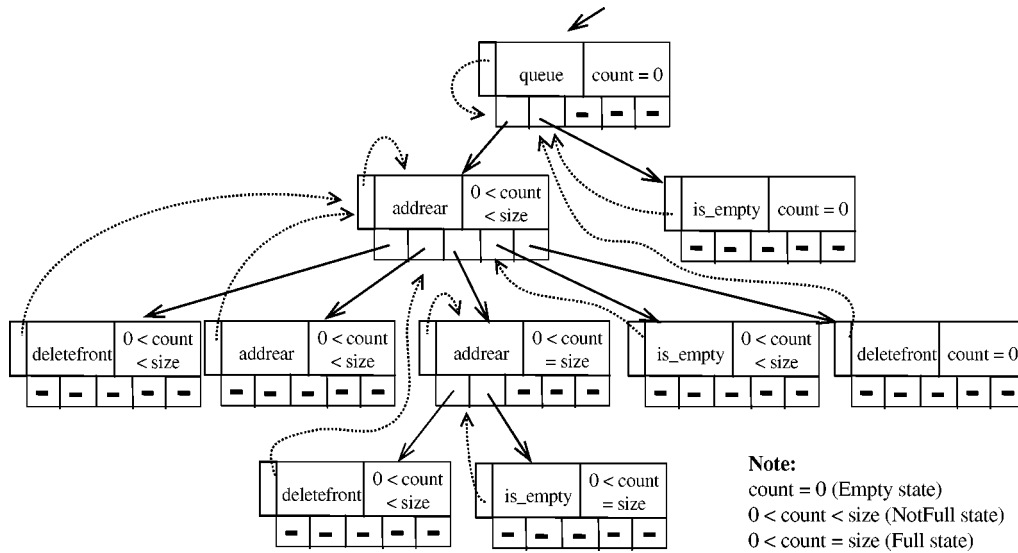 queue
count = 0
addrear
0 < count
< size
is_empty
count = 0
deletefront
0 < count
< size
addrear
0 < count
< size
addrear
0 < count
= size
is_empty
0 < count
< size
deletefront
count = 0
deletefront
0 < count
< size
is_empty
0 < count
= size
Note:
count = 0 (Empty state)
0 < count < size (NotFull state)
0 < count = size (Full state)